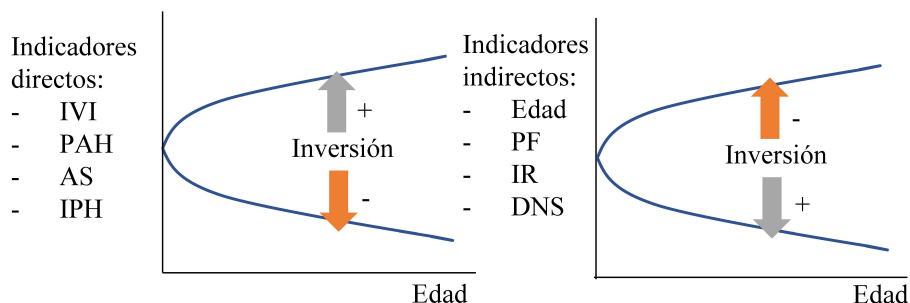 Indicadores
directos:
- IVI
- PAH
- AS
- IPH
+
Inversión
-
Edad
Indicadores
indirectos:
- Edad
- PF
- IR
- DNS
-
Inversión
+
Edad